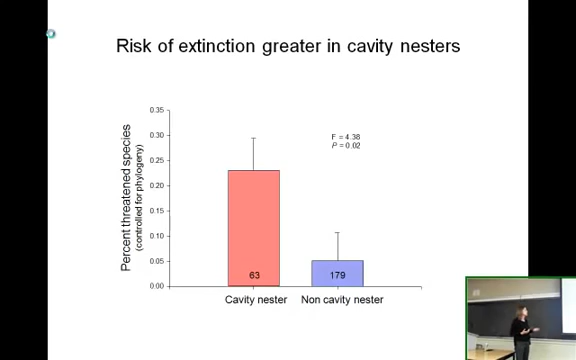 Risk of extinction greater in cavity nesters
Percent threatened species
(controlled for phylogeny)
0.35
0.30
0.25
0.20
0.15
0.10
0.05
0.00
F = 4.38
P = 0.02
63
179
Cavity nester
Non cavity nester